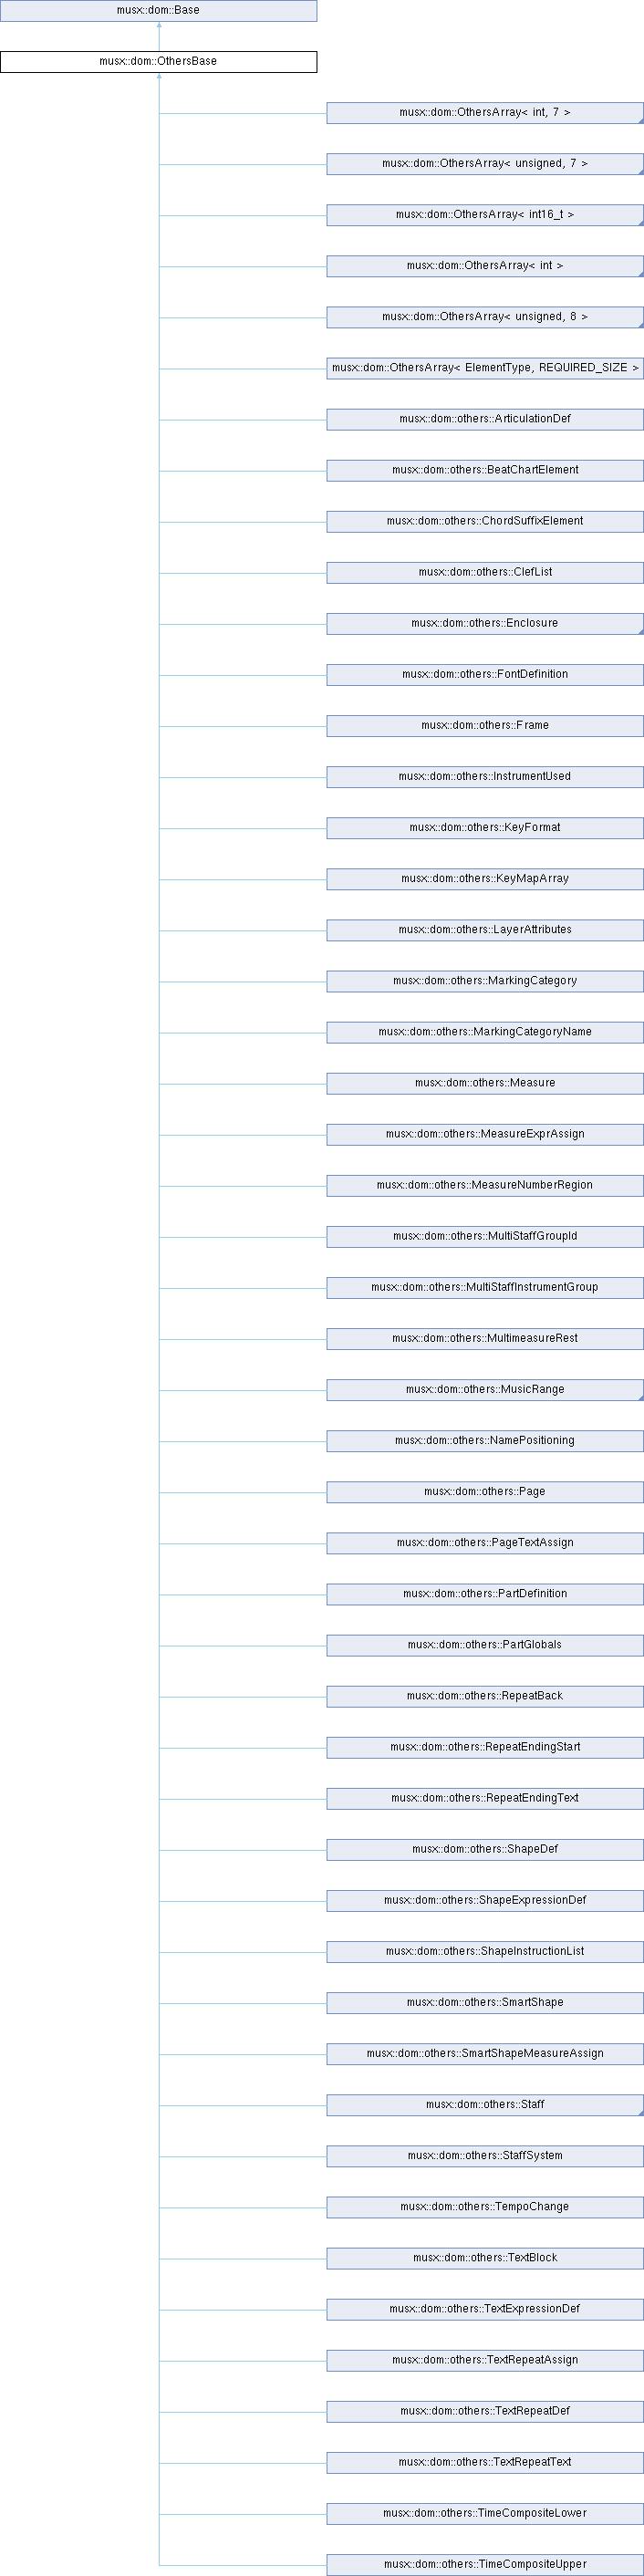 musx::dom::Base
musx::dom::OthersBase
musx::dom::OthersArray< int, 7 >
musx::dom::OthersArray< unsigned, 7 >
musx::dom::OthersArray< int16_t >
musx::dom::OthersArray< int >
musx::dom::OthersArray< unsigned, 8 >
musx::dom::OthersArray< ElementType, REQUIRED_SIZE >
musx::dom::others::ArticulationDef
musx::dom::others::BeatChartElement
musx::dom::others::ChordSuffixElement
musx::dom::others::ClefList
musx::dom::others::Enclosure
musx::dom::others::FontDefinition
musx::dom::others::Frame
musx::dom::others::InstrumentUsed
musx::dom::others::KeyFormat
musx::dom::others::KeyMapArray
musx::dom::others::LayerAttributes
musx::dom::others::MarkingCategory
musx::dom::others::MarkingCategoryName
musx::dom::others::Measure
musx::dom::others::MeasureExprAssign
musx::dom::others::MeasureNumberRegion
musx::dom::others::MultiStaffGroupId
musx::dom::others::MultiStaffInstrumentGroup
musx::dom::others::MultimeasureRest
musx::dom::others::MusicRange
musx::dom::others::NamePositioning
musx::dom::others::Page
musx::dom::others::PageTextAssign
musx::dom::others::PartDefinition
musx::dom::others::PartGlobals
musx::dom::others::RepeatBack
musx::dom::others::RepeatEndingStart
musx::dom::others::RepeatEndingText
musx::dom::others::ShapeDef
musx::dom::others::ShapeExpressionDef
musx::dom::others::ShapeInstructionList
musx::dom::others::SmartShape
musx::dom::others::SmartShapeMeasureAssign
musx::dom::others::Staff
musx::dom::others::StaffSystem
musx::dom::others::TempoChange
musx::dom::others::TextBlock
musx::dom::others::TextExpressionDef
musx::dom::others::TextRepeatAssign
musx::dom::others::TextRepeatDef
musx::dom::others::TextRepeatText
musx::dom::others::TimeCompositeLower
musx::dom::others::TimeCompositeUpper